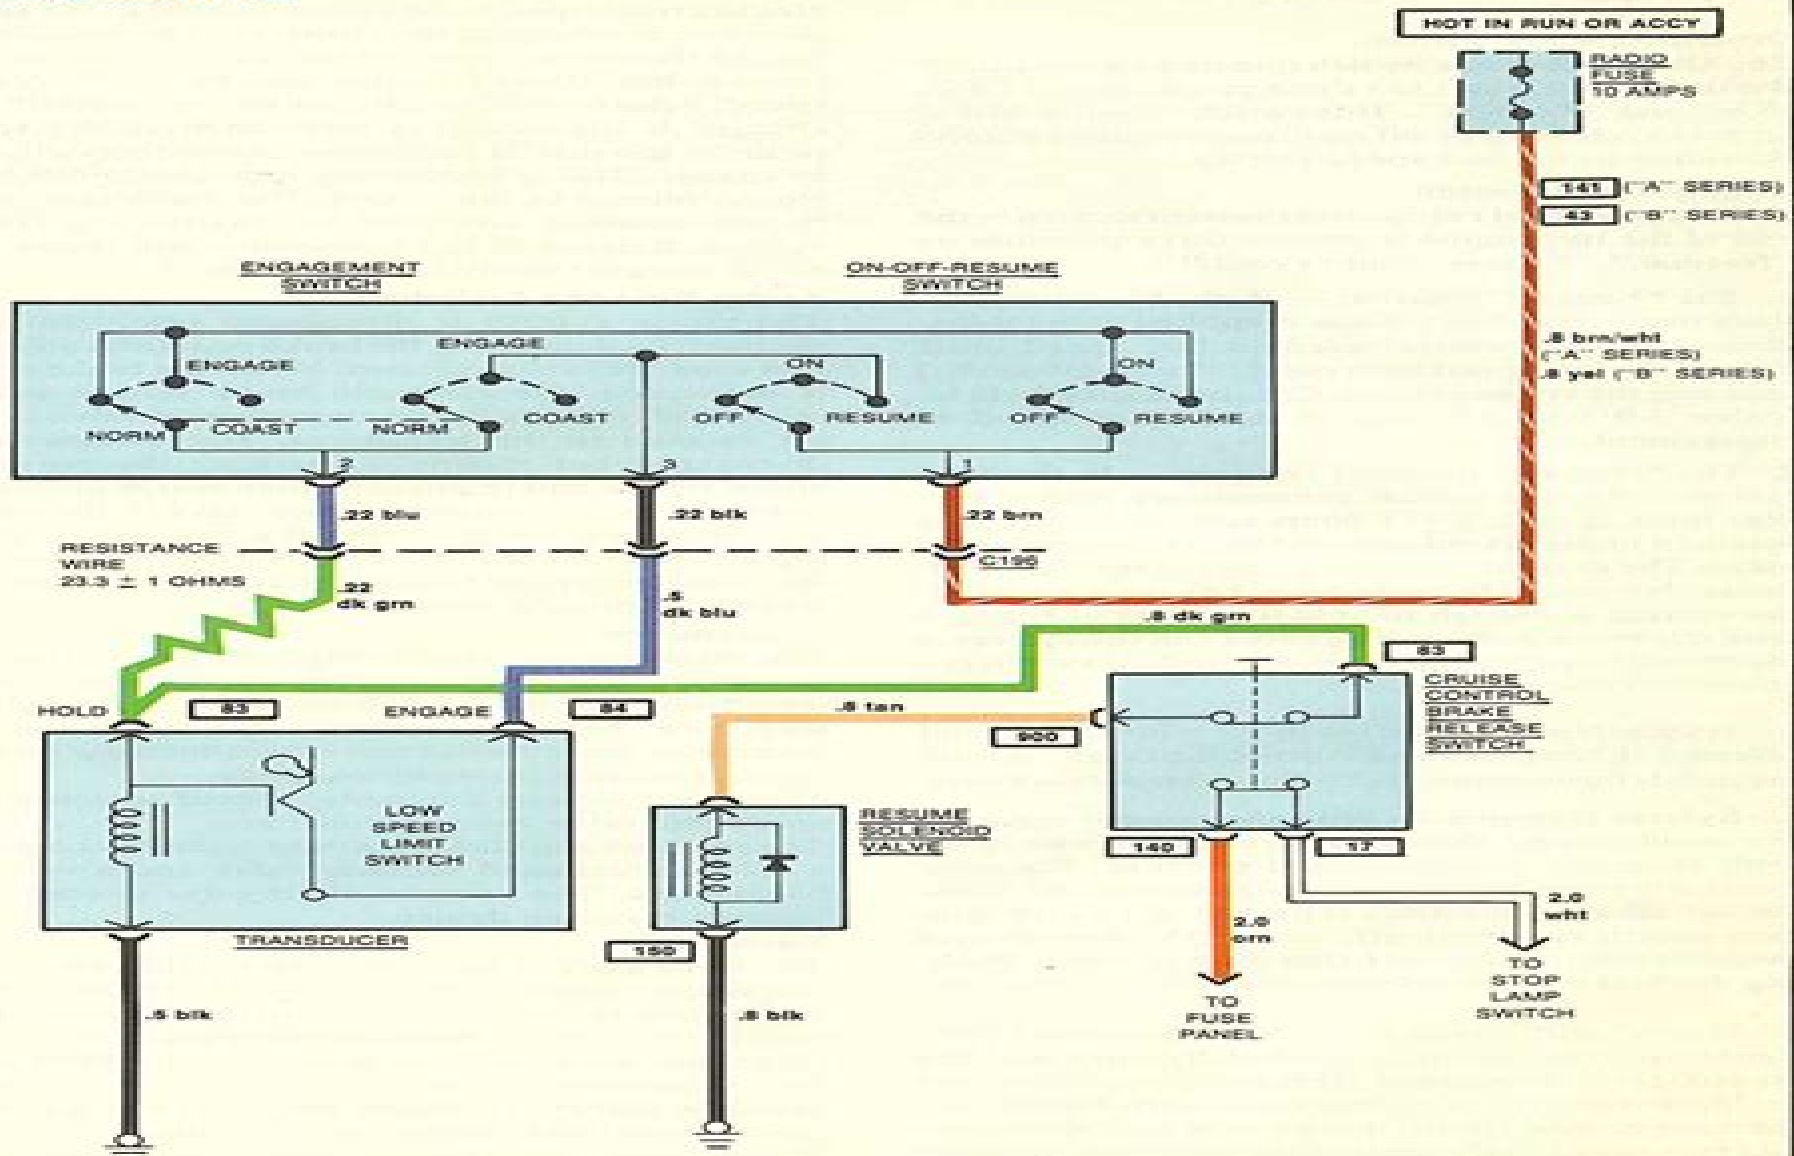 HOT IN RUN OR ACCY
RADIO
FUSE
10 AMPS
141 ("A" SERIES)
43 ("B" SERIES)
.8 brn/wht
("A" SERIES)
.8 yel ("B" SERIES)
ENGAGEMENT
SWITCH
ON-OFF-RESUME
SWITCH
ENGAGE
NORM
COAST
ENGAGE
NORM
COAST
ON
OFF
RESUME
ON
OFF
RESUME
2
3
1
.22 blu
.22 blk
.22 brn
RESISTANCE
WIRE
23.3 ± 1 OHMS
.22
dk grn
.5
dk blu
.8 dk grn
83
HOLD
83
ENGAGE
84
.8 tan
900
CRUISE
CONTROL
BRAKE
RELEASE
SWITCH
LOW
SPEED
LIMIT
SWITCH
TRANSDUCER
RESUME
SOLENOID
VALVE
140
17
150
2.0
orn
2.0
wht
.5 blk
.8 blk
TO
FUSE
PANEL
TO
STOP
LAMP
SWITCH